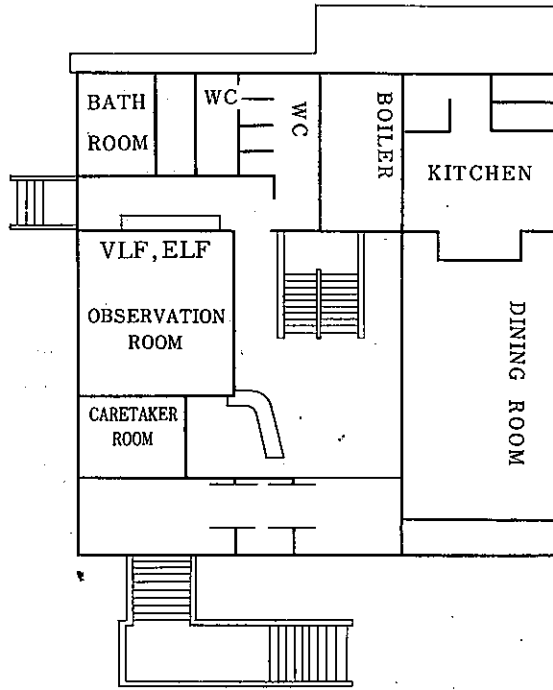 BATH
ROOM
WC
WC
BOILER
KITCHEN
VLF, ELF
OBSERVATION
ROOM
DINING ROOM
CARETAKER
ROOM